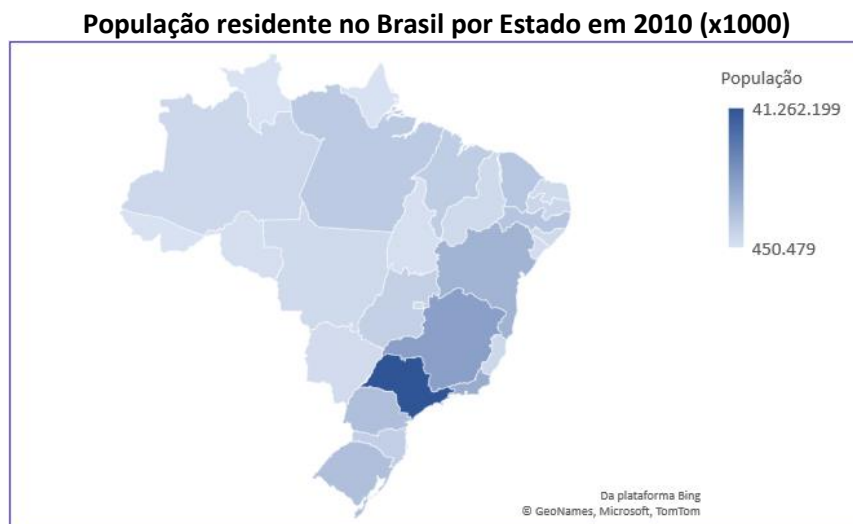 População residente no Brasil por Estado em 2010 (x1000)
População
41.262.199
450.479
Da plataforma Bing
© GeoNames, Microsoft, TomTom